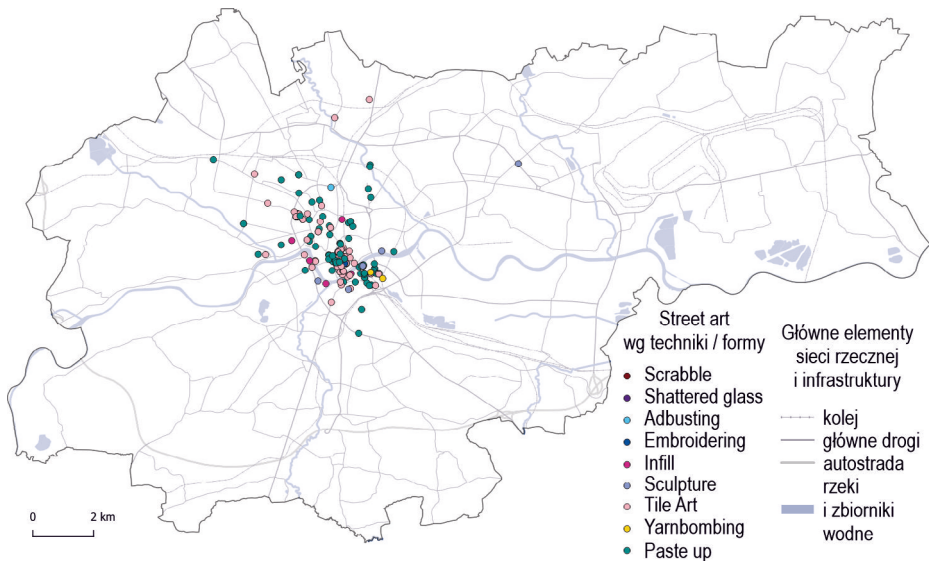 Street art
wg techniki / formy
Scrabble
Shattered glass
Adbusting
Embroidering
Infill
Sculpture
Tile Art
Yarnbombing
Paste up
Główne elementy
sieci rzecznej
i infrastruktury
kolej
główne drogi
autostrada
rzeki
i zbiorniki
wodne
0 2 km